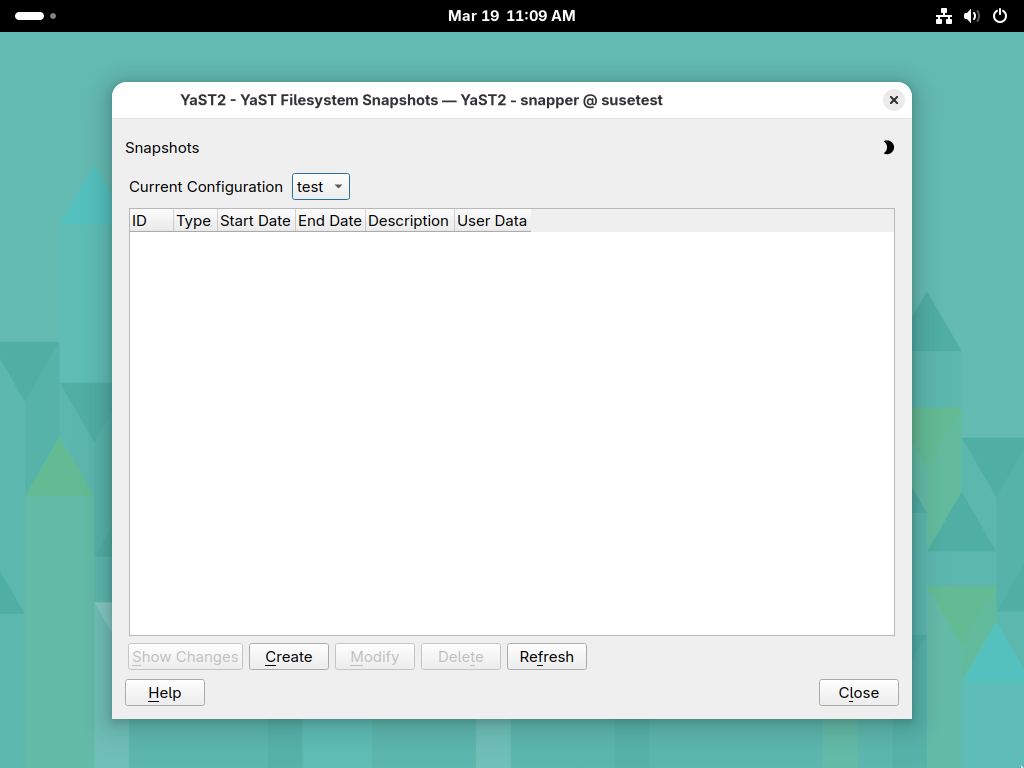 Mar 19 11:09 AM
YaST2 - YaST Filesystem Snapshots — YaST2 - snapper @ susetest
Snapshots
Current Configuration test
ID Type Start Date End Date Description User Data
Show Changes Create Modify Delete Refresh
Help Close